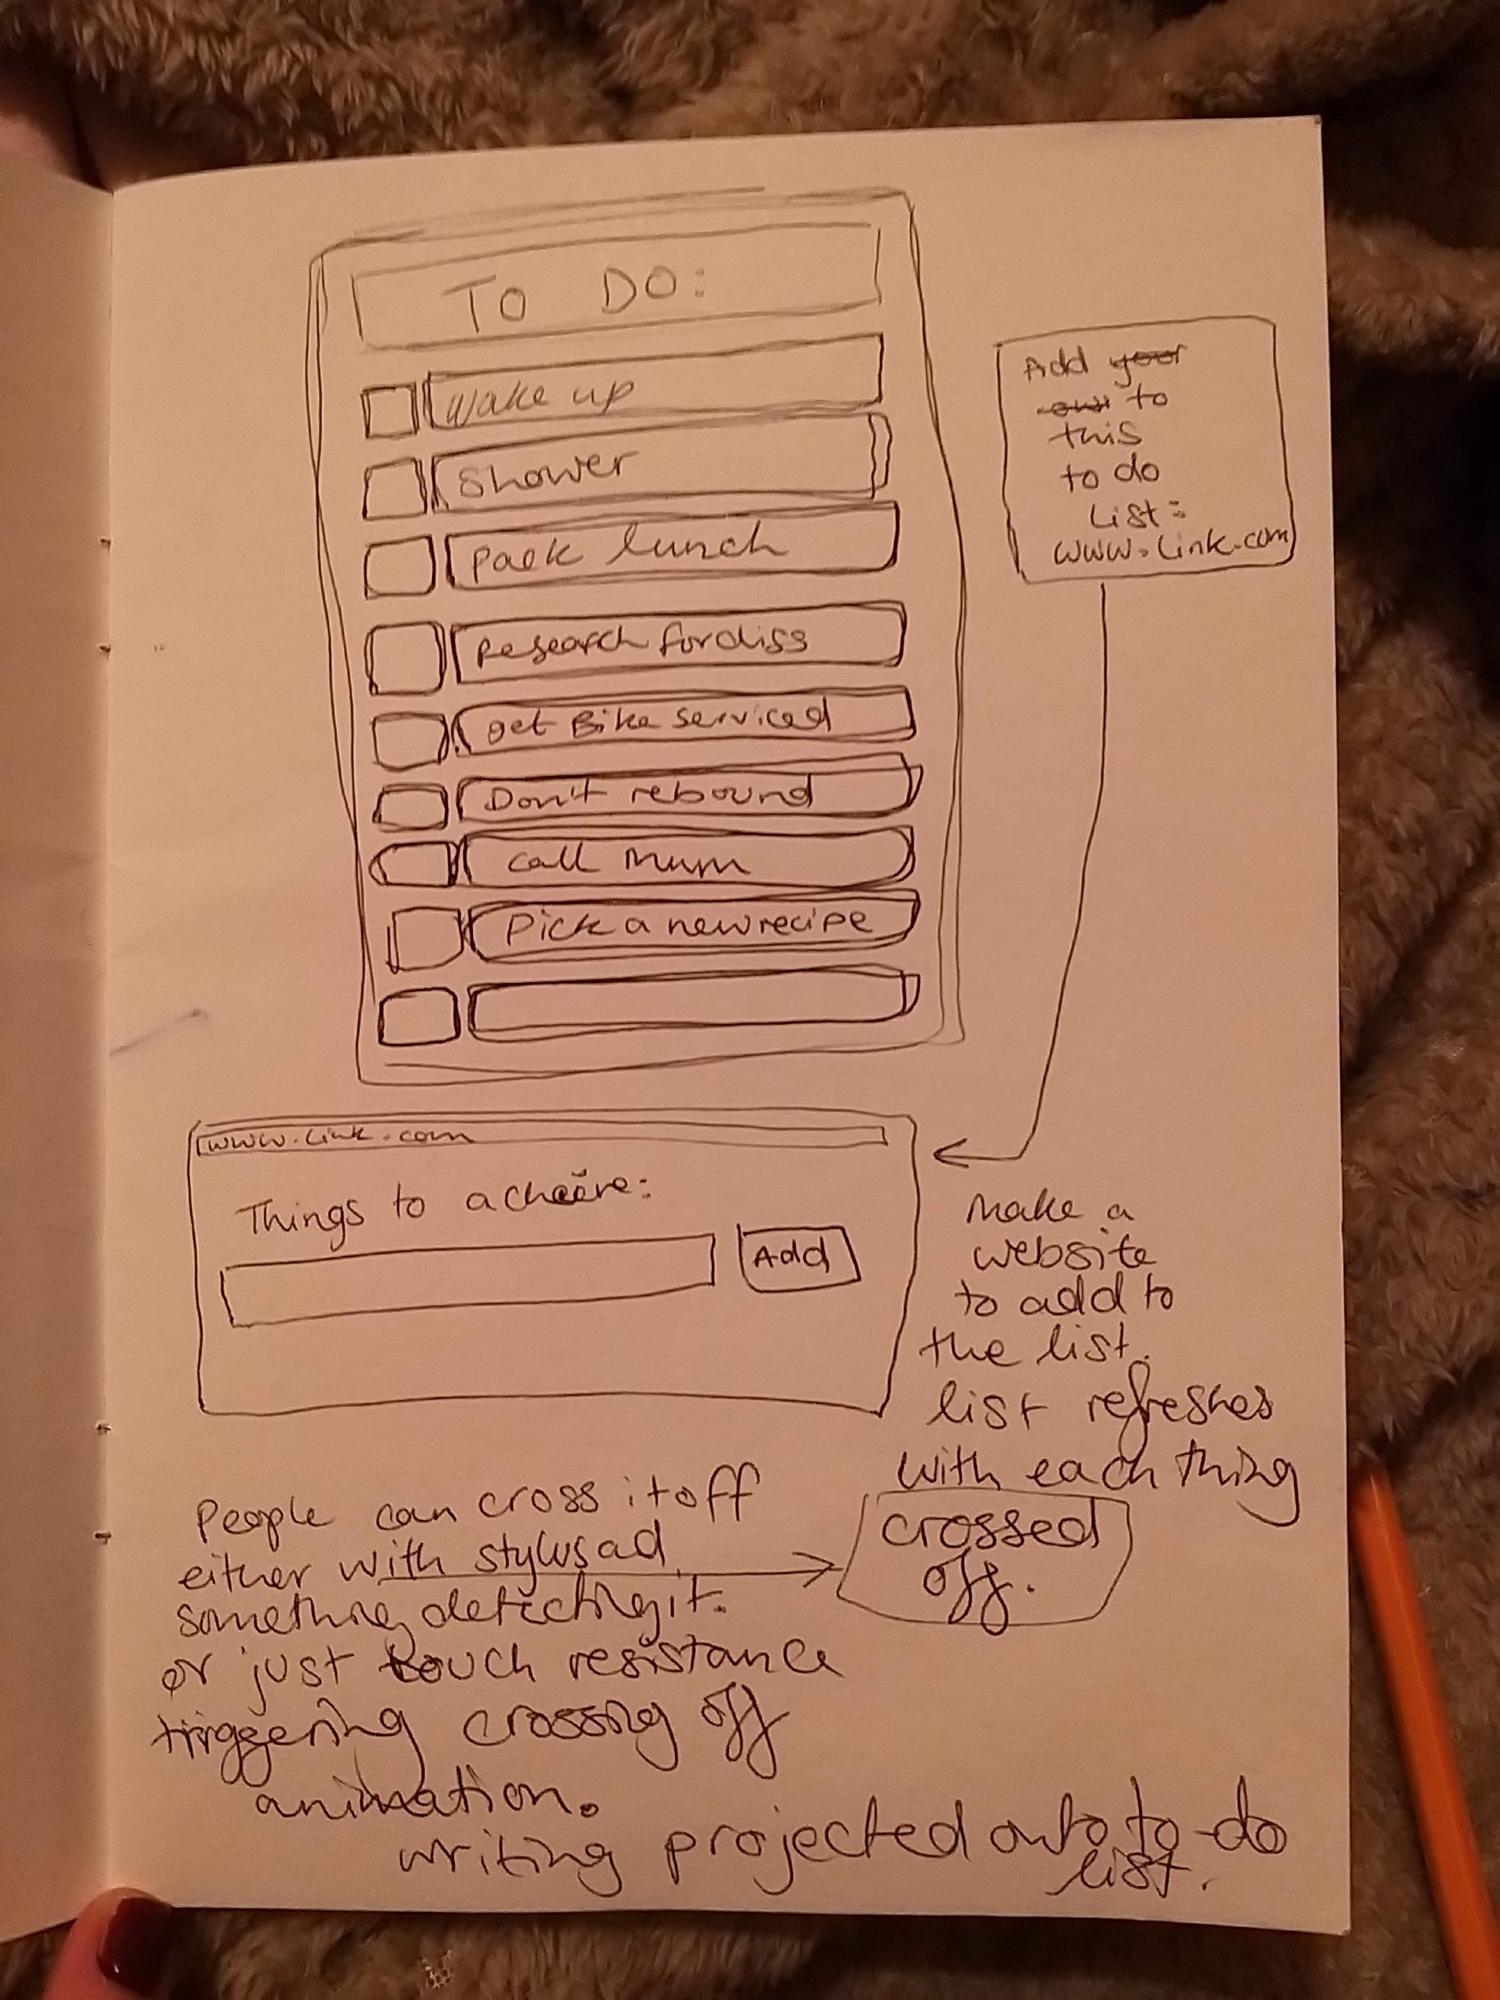 TO DO:
Wake up
Shower
Pack lunch
Research for diss
get Bike serviced
Don't rebound
call mum
Pick a new recipe
Add your
own to
this
to do
List:
www.link.com
www.link.com
Things to acheive:
Add
Make a
website
to add to
the list.
list refreshes
with each thing
crossed
off.
People can cross it off
either with stylus ad
something detecting it.
or just touch resistance
triggering crossing off
animation.
writing projected onto to-do
list.